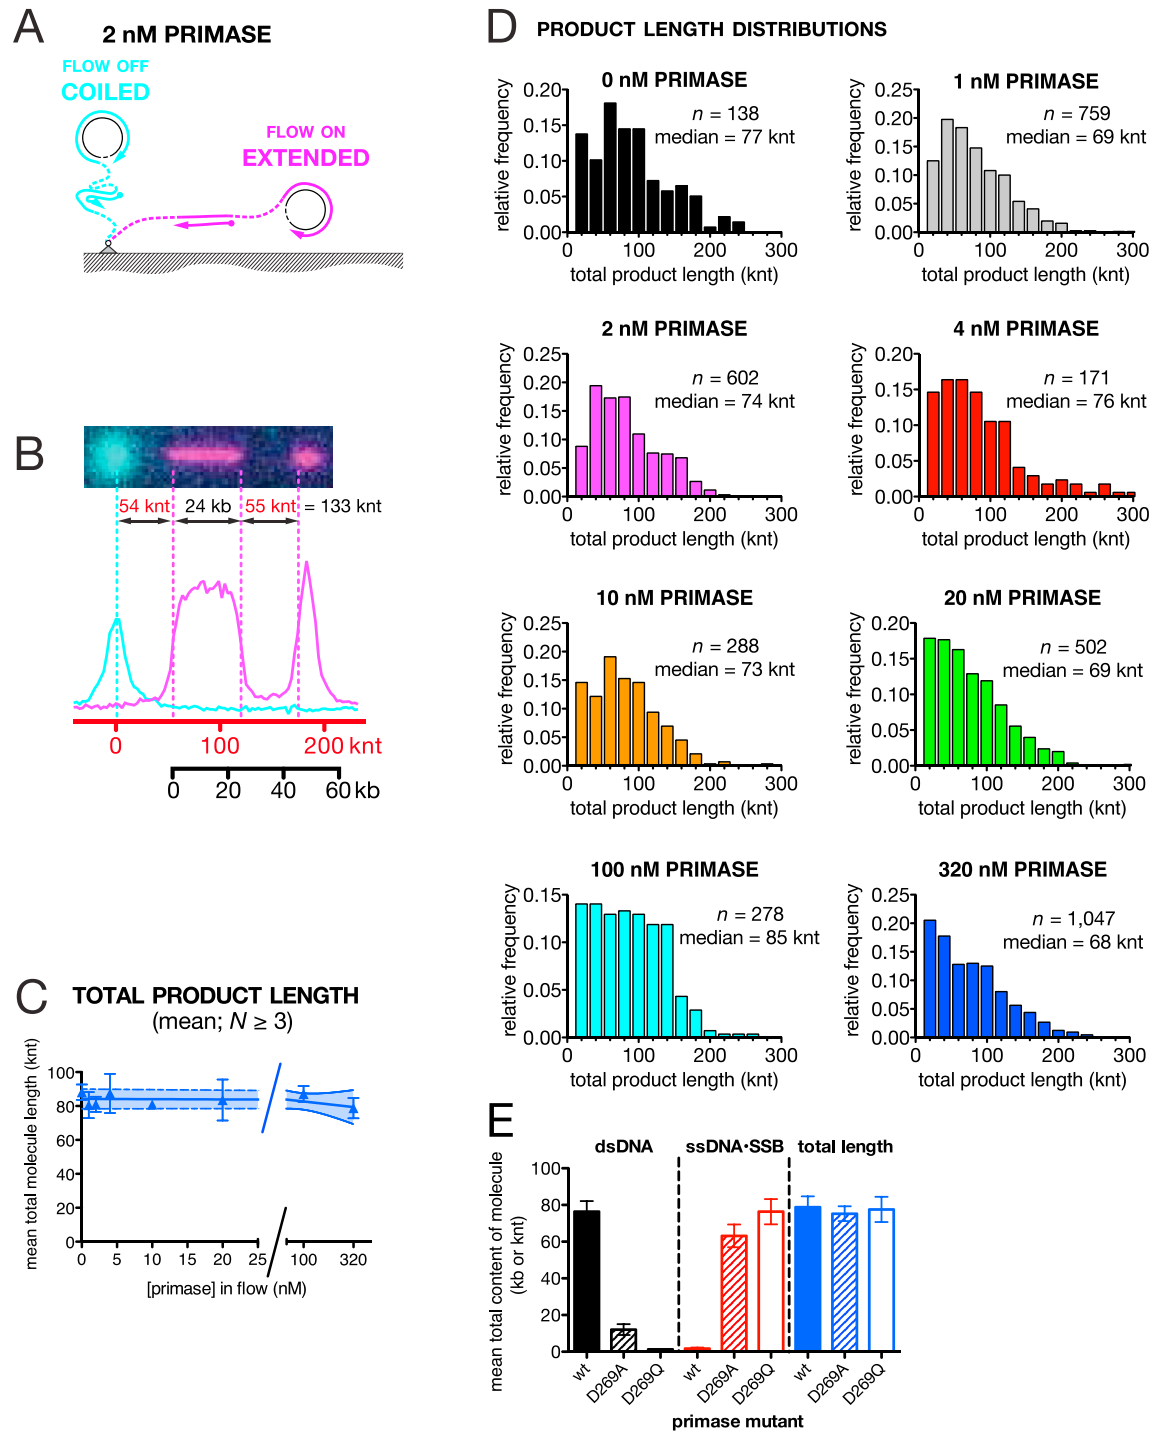 A
2 nM PRIMASE
FLOW OFF
COILED
FLOW ON
EXTENDED
B
54 knt
24 kb
55 knt
= 133 knt
0
100
200 knt
0
20
40
60 kb
C
TOTAL PRODUCT LENGTH
(mean; N ≥ 3)
mean total molecule length (knt)
100
80
60
40
20
0
0
5
10
15
20
25
100
320
[primase] in flow (nM)
D
PRODUCT LENGTH DISTRIBUTIONS
0 nM PRIMASE
n = 138
median = 77 knt
relative frequency
0.20
0.15
0.10
0.05
0.00
0
100
200
300
total product length (knt)
1 nM PRIMASE
n = 759
median = 69 knt
relative frequency
0.25
0.20
0.15
0.10
0.05
0.00
0
100
200
300
total product length (knt)
2 nM PRIMASE
n = 602
median = 74 knt
relative frequency
0.25
0.20
0.15
0.10
0.05
0.00
0
100
200
300
total product length (knt)
4 nM PRIMASE
n = 171
median = 76 knt
relative frequency
0.20
0.15
0.10
0.05
0.00
0
100
200
300
total product length (knt)
10 nM PRIMASE
n = 288
median = 73 knt
relative frequency
0.25
0.20
0.15
0.10
0.05
0.00
0
100
200
300
total product length (knt)
20 nM PRIMASE
n = 502
median = 69 knt
relative frequency
0.20
0.15
0.10
0.05
0.00
0
100
200
300
total product length (knt)
100 nM PRIMASE
n = 278
median = 85 knt
relative frequency
0.15
0.10
0.05
0.00
0
100
200
300
total product length (knt)
320 nM PRIMASE
n = 1,047
median = 68 knt
relative frequency
0.25
0.20
0.15
0.10
0.05
0.00
0
100
200
300
total product length (knt)
E
dsDNA
ssDNA•SSB
total length
mean total content of molecule
(kb or knt)
100
80
60
40
20
0
wt
D269A
D269Q
wt
D269A
D269Q
wt
D269A
D269Q
primase mutant